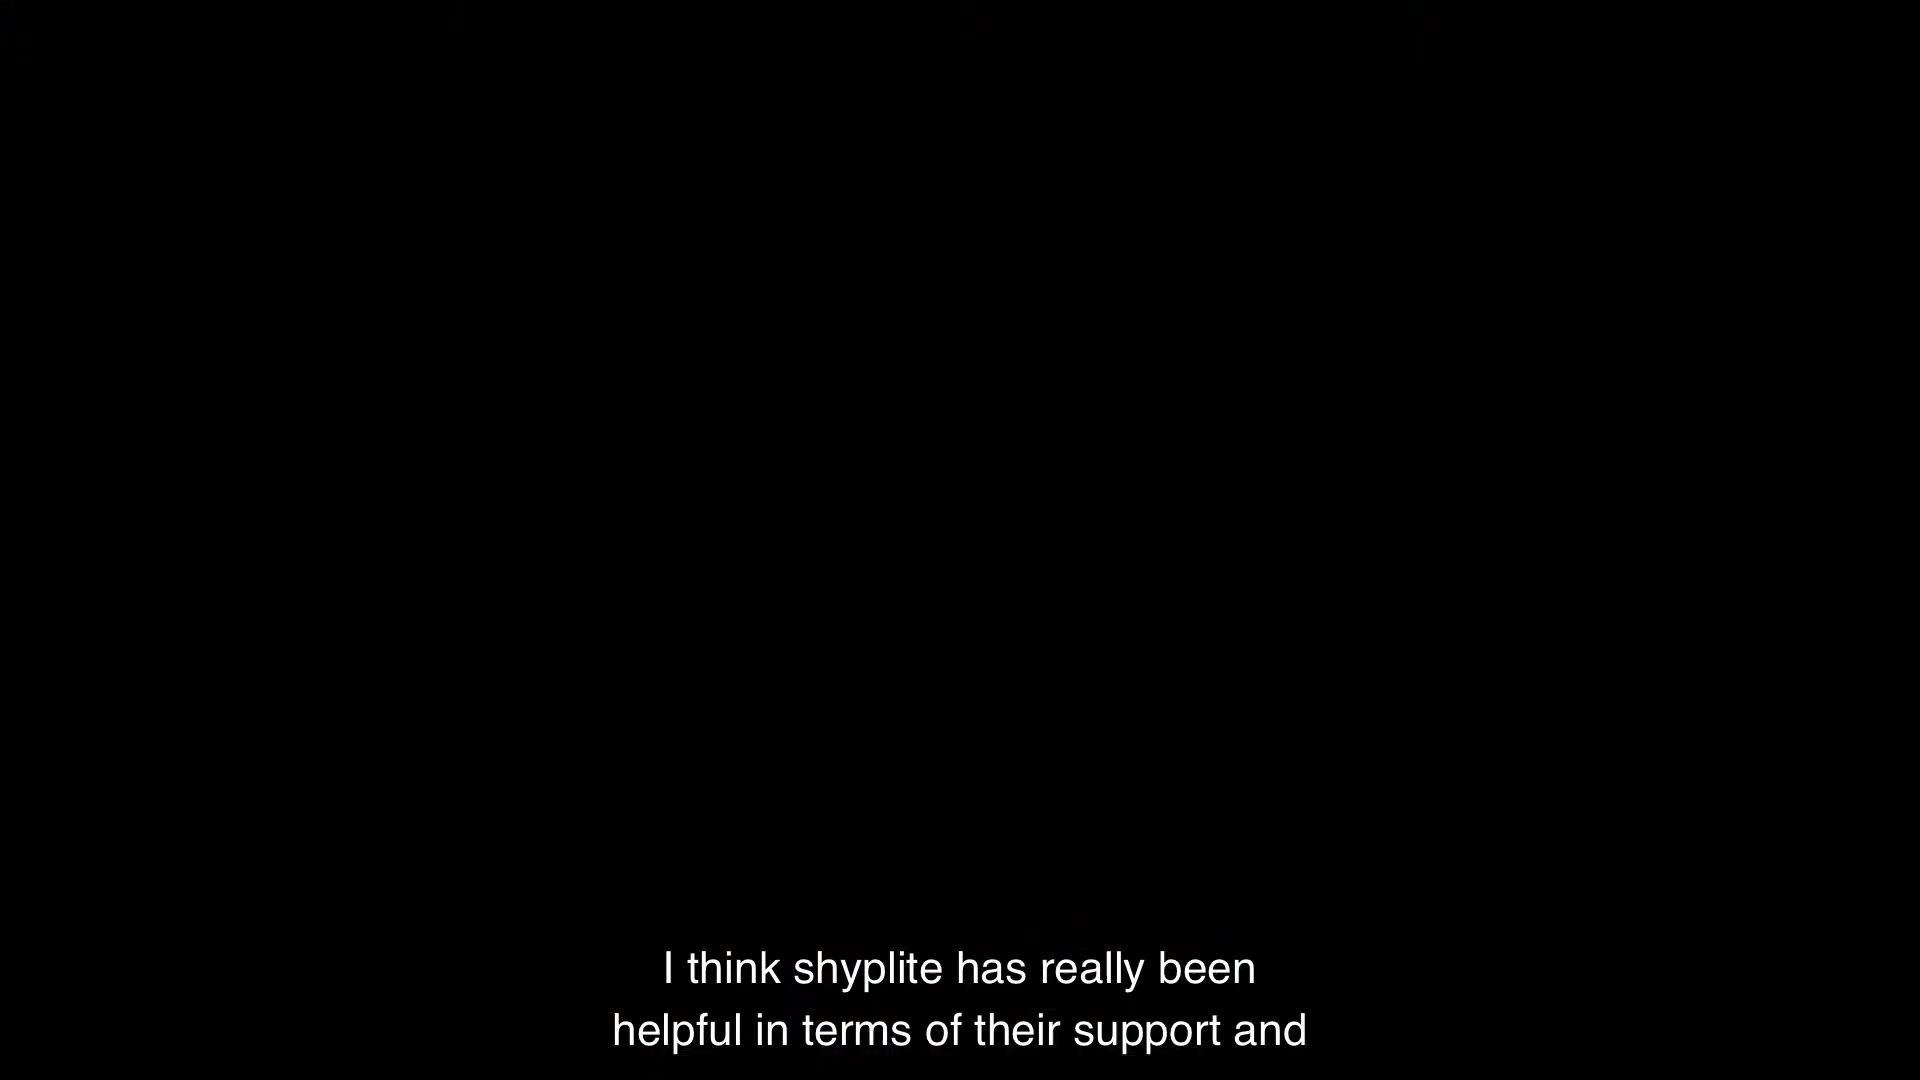 I think shyplite has really been
helpful in terms of their support and